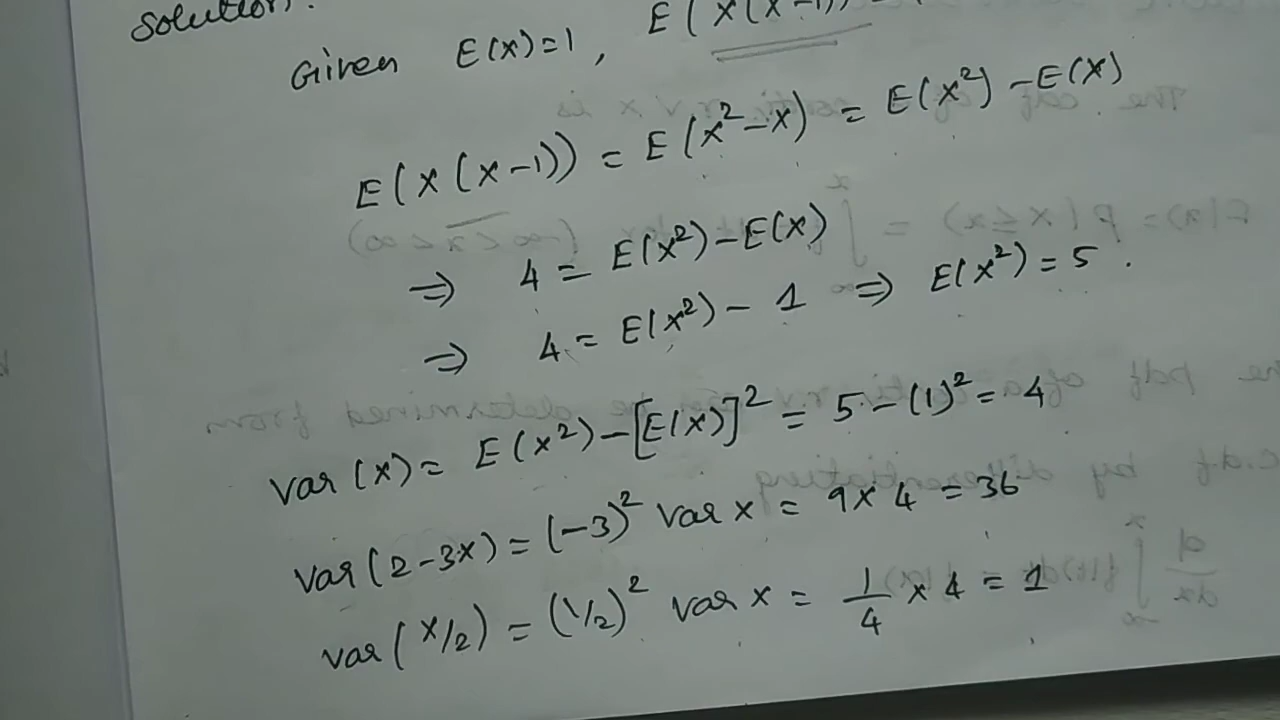 Solution:
Given E(X)=1, E(X(X-1))
E(X(X-1)) = E(X²-X) = E(X²) - E(X)
⇒ 4 = E(X²) - E(X)
⇒ 4 = E(X²) - 1 ⇒ E(X²) = 5.
Var(X) = E(X²) - [E(X)]² = 5 - (1)² = 4
Var(2-3X) = (-3)² Var X = 9 x 4 = 36
Var(X/2) = (1/2)² Var X = 1/4 x 4 = 1